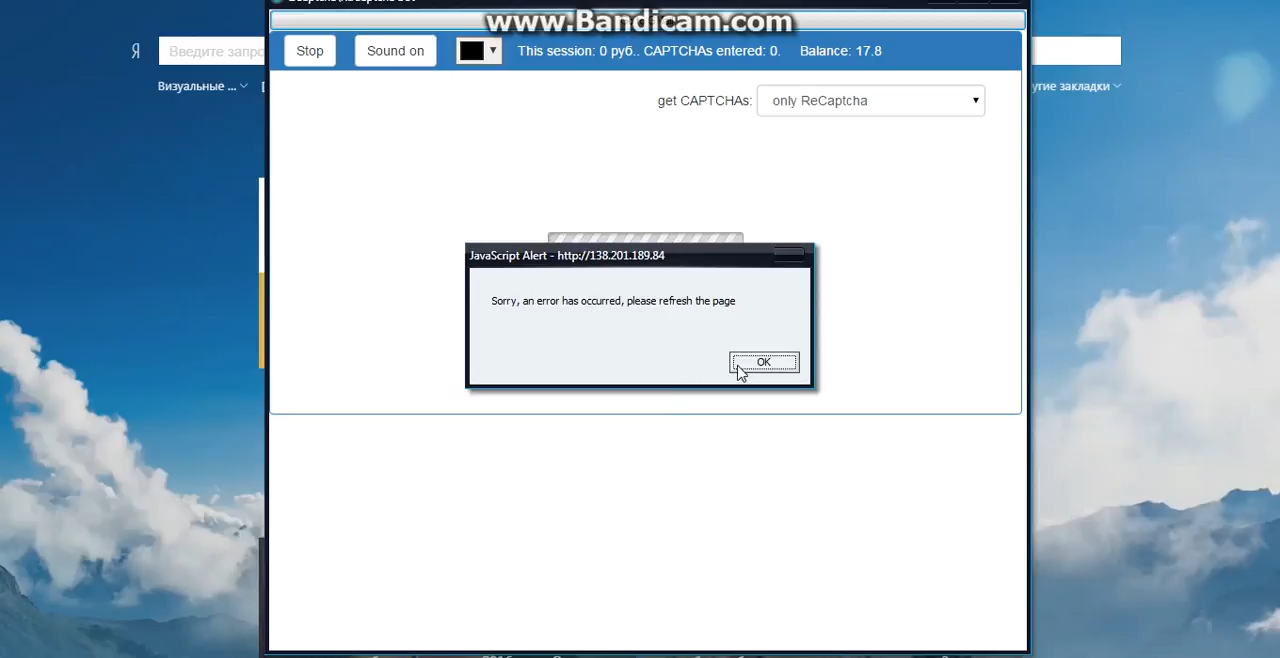 www.Bandicam.com
Я
Введите запро
Stop
Sound on
This session: 0 руб.. CAPTCHAs entered: 0.
Balance: 17.8
Визуальные ...
угие закладки
get CAPTCHAs:
only ReCaptcha
JavaScript Alert - http://138.201.189.84
Sorry, an error has occurred, please refresh the page
OK